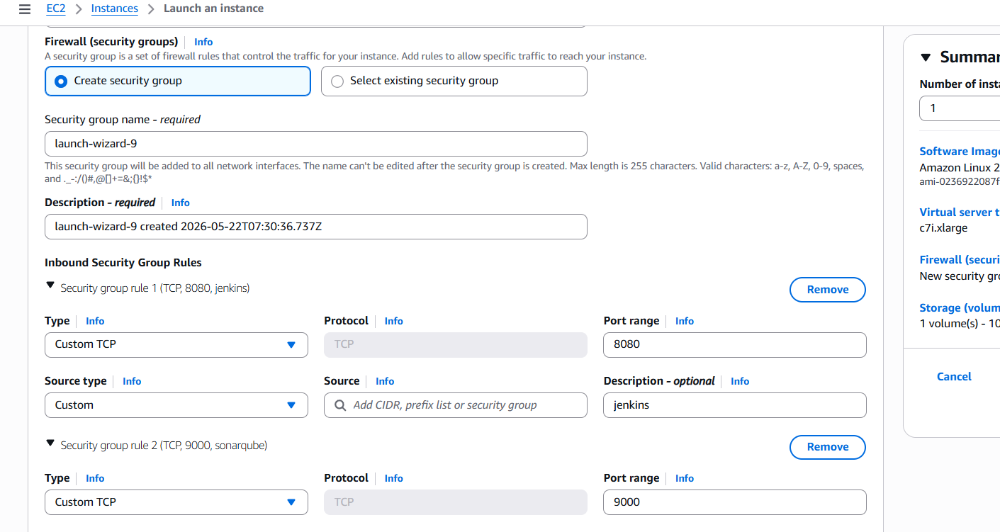 EC2 > Instances > Launch an instance
Firewall (security groups) Info
A security group is a set of firewall rules that control the traffic for your instance. Add rules to allow specific traffic to reach your instance.
Create security group Select existing security group
Security group name - required
launch-wizard-9
This security group will be added to all network interfaces. The name can't be edited after the security group is created. Max length is 255 characters. Valid characters: a-z, A-Z, 0-9, spaces,
and ._-:/()#,@[]+=&;{}!$*
Description - required Info
launch-wizard-9 created 2026-05-22T07:30:36.737Z
Inbound Security Group Rules
Security group rule 1 (TCP, 8080, jenkins) Remove
Type Info Protocol Info Port range Info
Custom TCP TCP 8080
Source type Info Source Info Description - optional Info
Custom Add CIDR, prefix list or security group jenkins
Security group rule 2 (TCP, 9000, sonarqube) Remove
Type Info Protocol Info Port range Info
Custom TCP TCP 9000
Summar
Number of insta
1
Software Image
Amazon Linux 2
ami-0236922087f
Virtual server t
c7i.xlarge
Firewall (securi
New security gro
Storage (volum
1 volume(s) - 10
Cancel